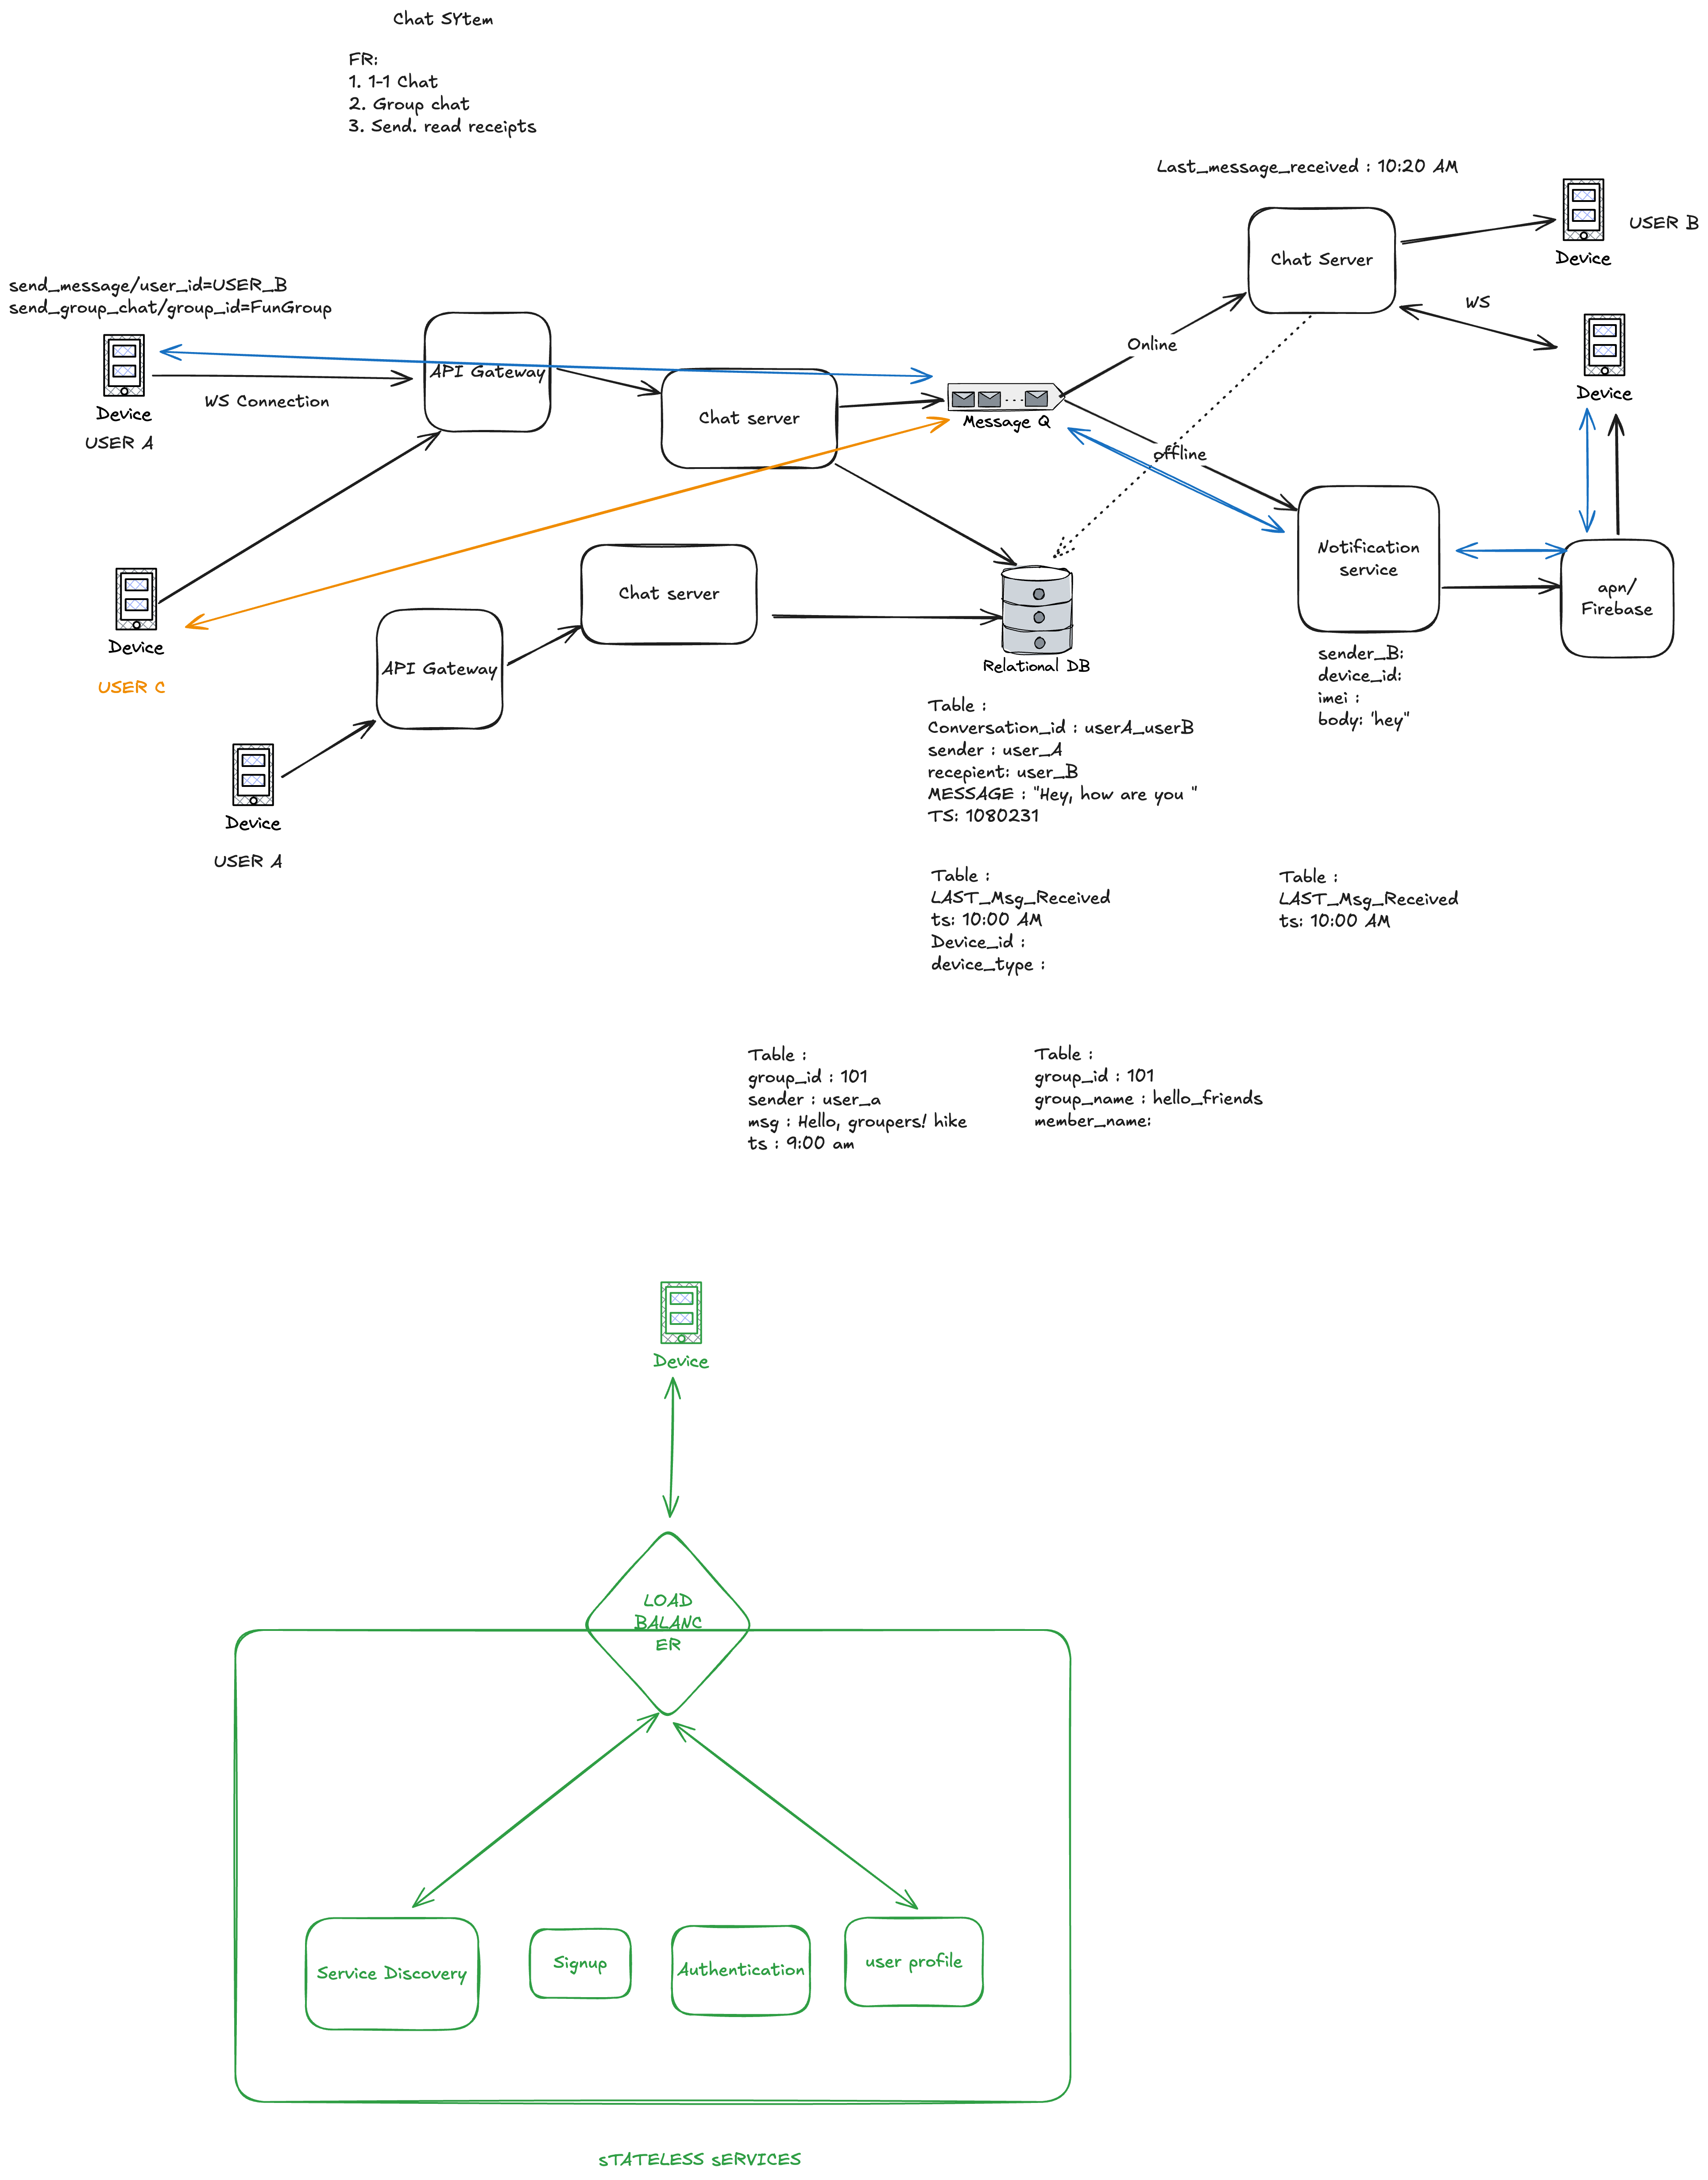 Chat SYtem
FR:
1. 1-1 Chat
2. Group chat
3. Send. read receipts
Last_message_received : 10:20 AM
USER B
Chat Server
Device
send_message/user_id=USER_B
send_group_chat/group_id=FunGroup
WS
Online
API Gateway
WS Connection
Device
Device
USER A
Chat server
Message Q
offline
Notification
service
apn/
Firebase
Chat server
Device
USER C
API Gateway
Relational DB
sender_B:
device_id:
imei :
body: 'hey"
Table :
Conversation_id : userA_userB
sender : user_A
recepient: user_B
MESSAGE : "Hey, how are you "
TS: 1080231
Device
USER A
Table :
LAST_Msg_Received
ts: 10:00 AM
Device_id :
device_type :
Table :
LAST_Msg_Received
ts: 10:00 AM
Table :
group_id : 101
sender : user_a
msg : Hello, groupers! hike
ts : 9:00 am
Table :
group_id : 101
group_name : hello_friends
member_name:
Device
LOAD
BALANC
ER
Service Discovery
Signup
Authentication
user profile
sTATELESS sERVICES